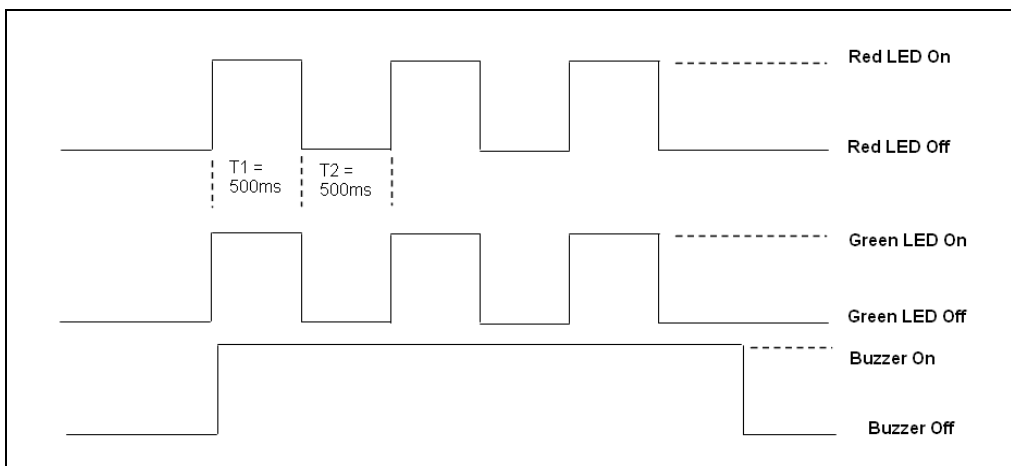 Red LED On
Red LED Off
T1 =
500ms
T2 =
500ms
Green LED On
Green LED Off
Buzzer On
Buzzer Off